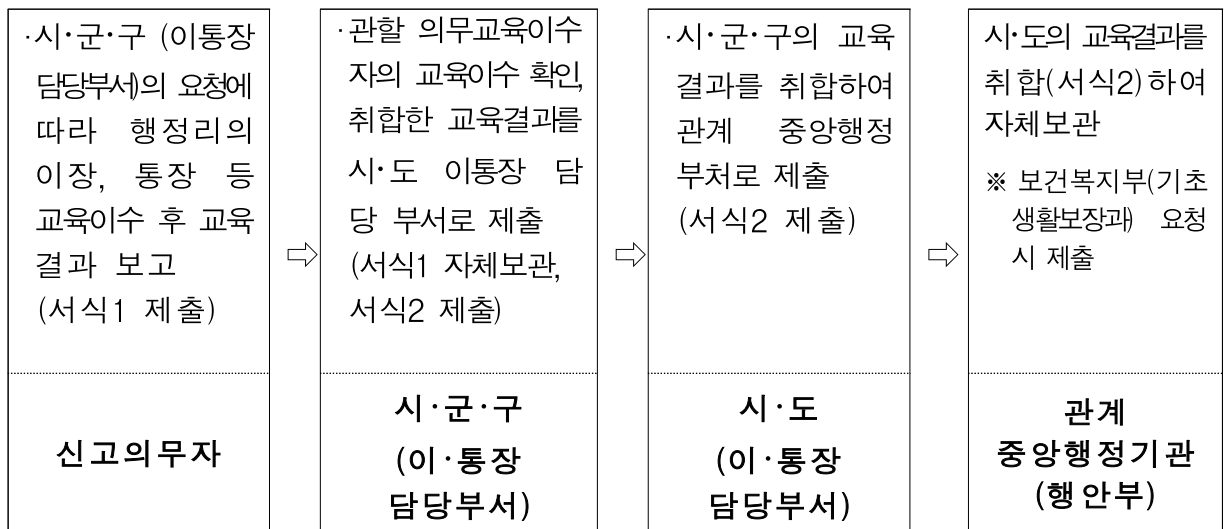 ·시·군·구 (이통장
담당부서)의 요청에
따라 행정리의
이장, 통장 등
교육이수 후 교육
결과 보고
(서식1 제출)
신고의무자
⇨
·관할 의무교육이수
자의 교육이수 확인,
취합한 교육결과를
시·도 이통장 담
당 부서로 제출
(서식1 자체보관,
서식2 제출)
시·군·구
(이·통장
담당부서)
⇨
·시·군·구의 교육
결과를 취합하여
관계 중앙행정
부처로 제출
(서식2 제출)
시·도
(이·통장
담당부서)
⇨
시·도의 교육결과를
취합(서식2)하여
자체보관
※ 보건복지부(기초
생활보장과) 요청
시 제출
관계
중앙행정기관
(행안부)